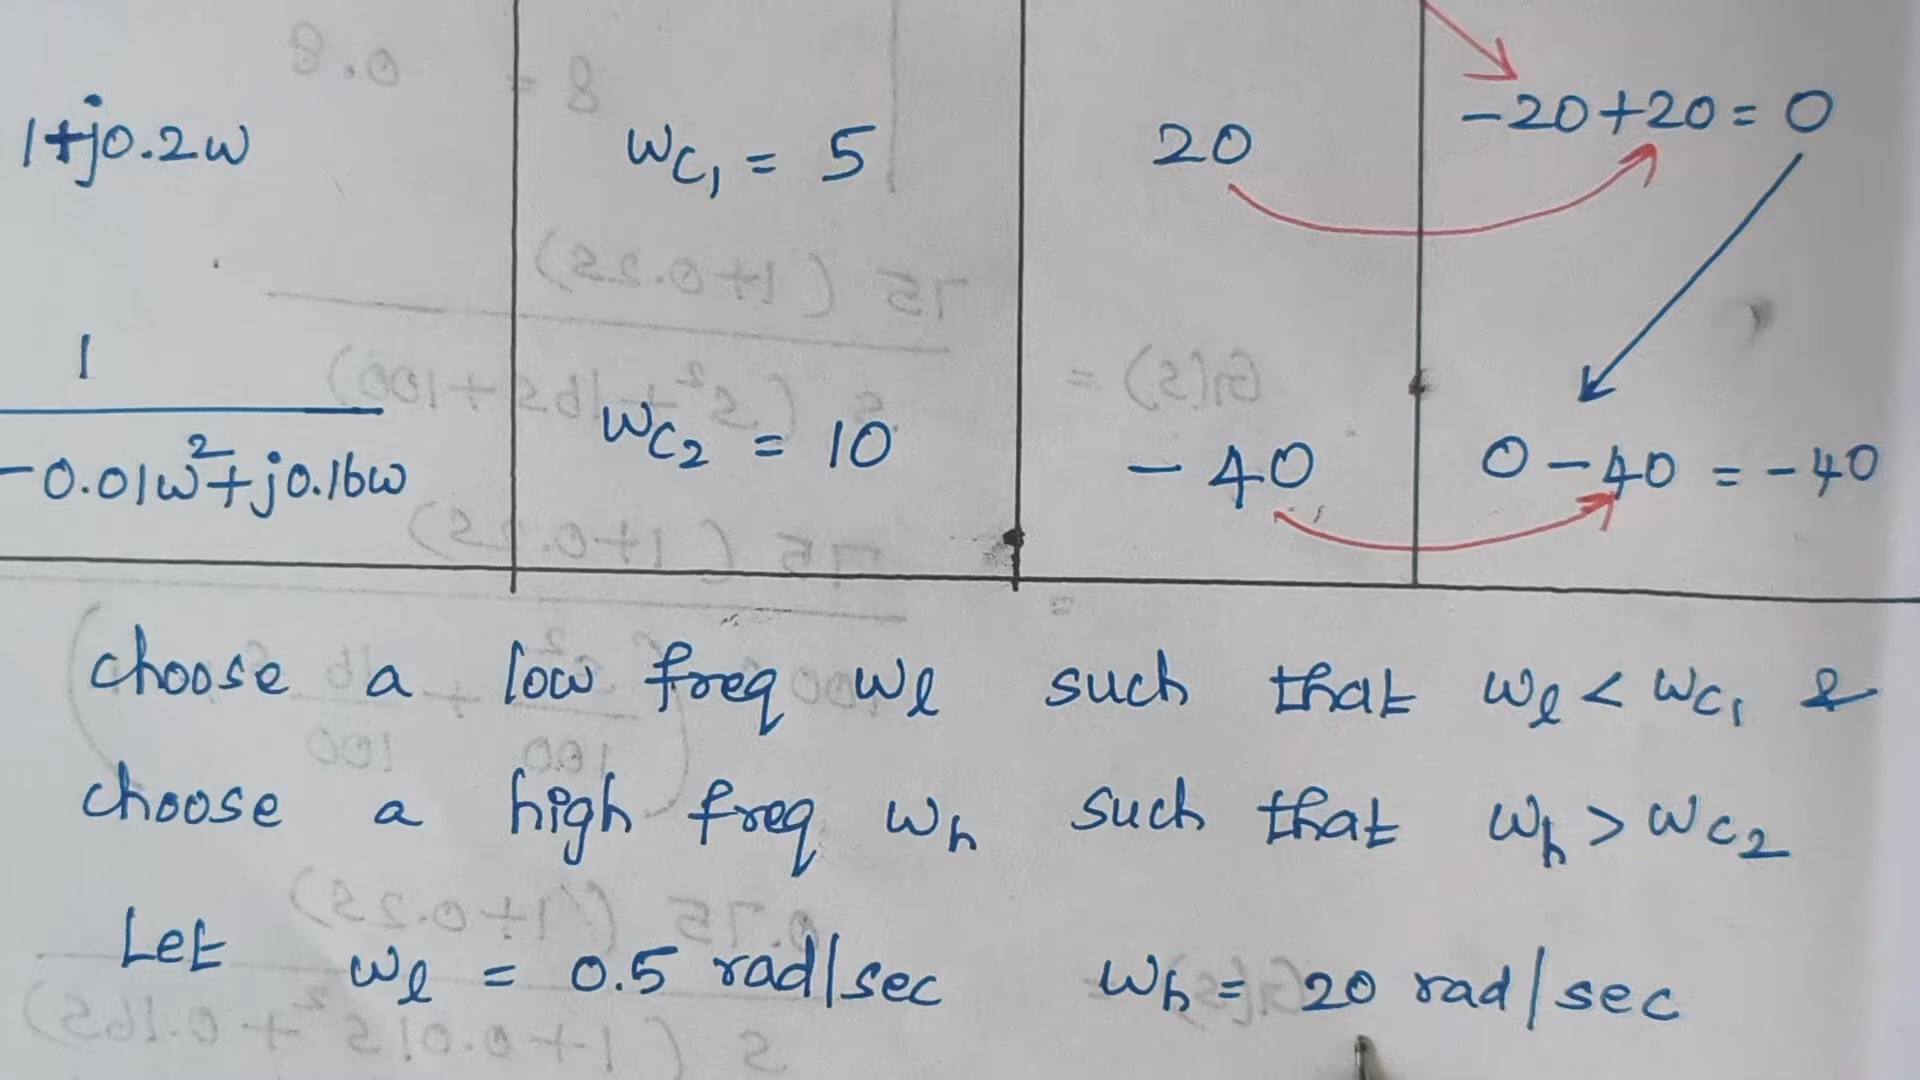 -20+20 = 0
1+j0.2ω ωc1 = 5 20
1
-0.01ω²+j0.16ω ωc2 = 10 -40 0-40 = -40
choose a low freq ωl such that ωl < ωc1 &
choose a high freq ωh such that ωh > ωc2
Let ωl = 0.5 rad/sec ωh = 20 rad/sec